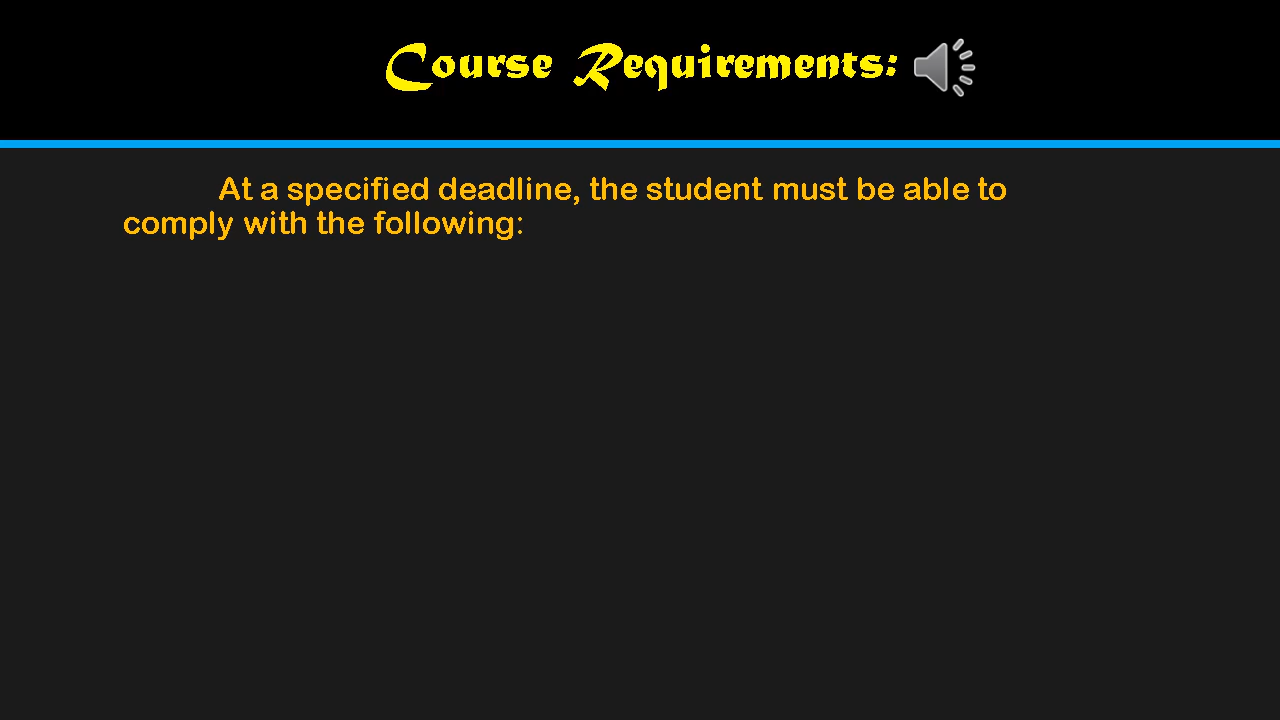 Course Requirements:
At a specified deadline, the student must be able to
comply with the following: